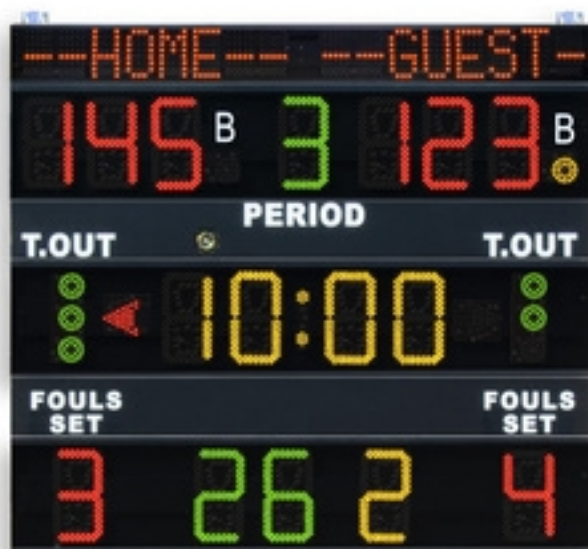 --HOME-- --GUEST-
145 B 3 123 B
PERIOD
T.OUT T.OUT
10:00
FOULS SET FOULS SET
3 26 2 4